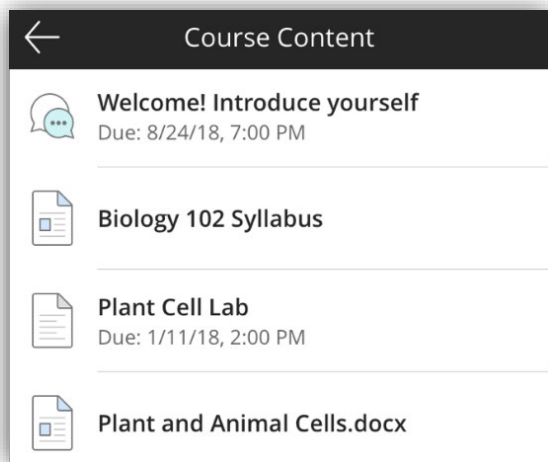 Course Content
Welcome! Introduce yourself
Due: 8/24/18, 7:00 PM
Biology 102 Syllabus
Plant Cell Lab
Due: 1/11/18, 2:00 PM
Plant and Animal Cells.docx